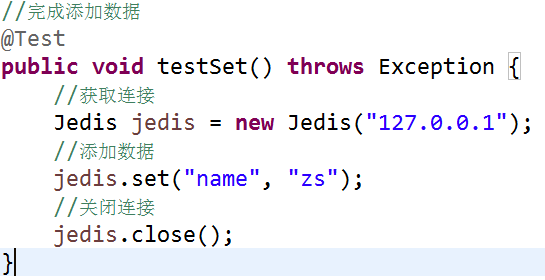 //完成添加数据
@Test
public void testSet() throws Exception {
    //获取连接
    Jedis jedis = new Jedis("127.0.0.1");
    //添加数据
    jedis.set("name", "zs");
    //关闭连接
    jedis.close();
}